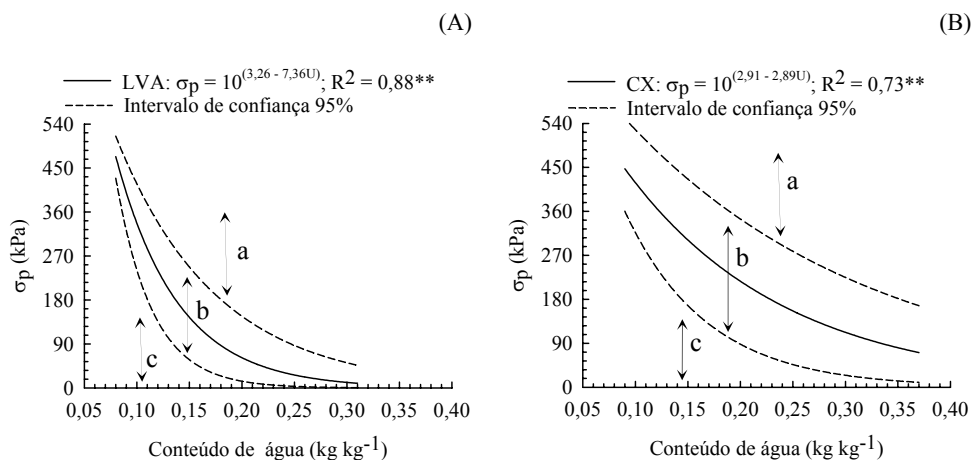 (A)
LVA: σp = 10^(3,26 - 7,36U); R² = 0,88**
Intervalo de confiança 95%
540
450
360
270
180
90
0
σp (kPa)
a
b
c
0,05 0,10 0,15 0,20 0,25 0,30 0,35 0,40
Conteúdo de água (kg kg⁻¹)
(B)
CX: σp = 10^(2,91 - 2,89U); R² = 0,73**
Intervalo de confiança 95%
540
450
360
270
180
90
0
σp (kPa)
a
b
c
0,05 0,10 0,15 0,20 0,25 0,30 0,35 0,40
Conteúdo de água (kg kg⁻¹)